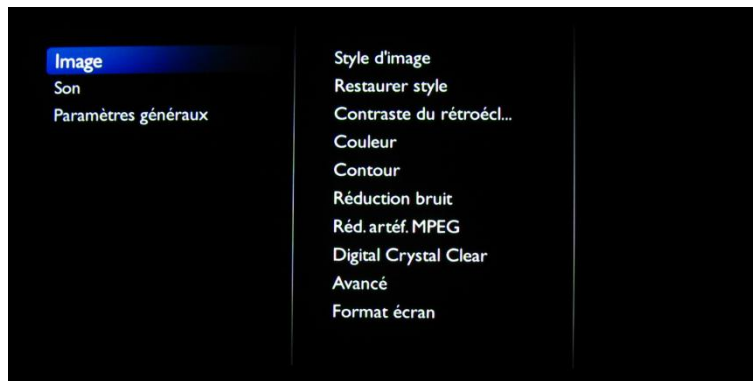 Image
Son
Paramètres généraux
Style d'image
Restaurer style
Contraste du rétroécl...
Couleur
Contour
Réduction bruit
Réd. artéf. MPEG
Digital Crystal Clear
Avancé
Format écran